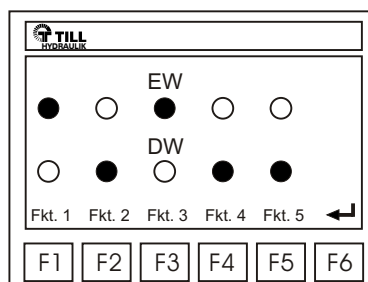 TILL
HYDRAULIK
EW
DW
Fkt. 1 Fkt. 2 Fkt. 3 Fkt. 4 Fkt. 5
F1 F2 F3 F4 F5 F6